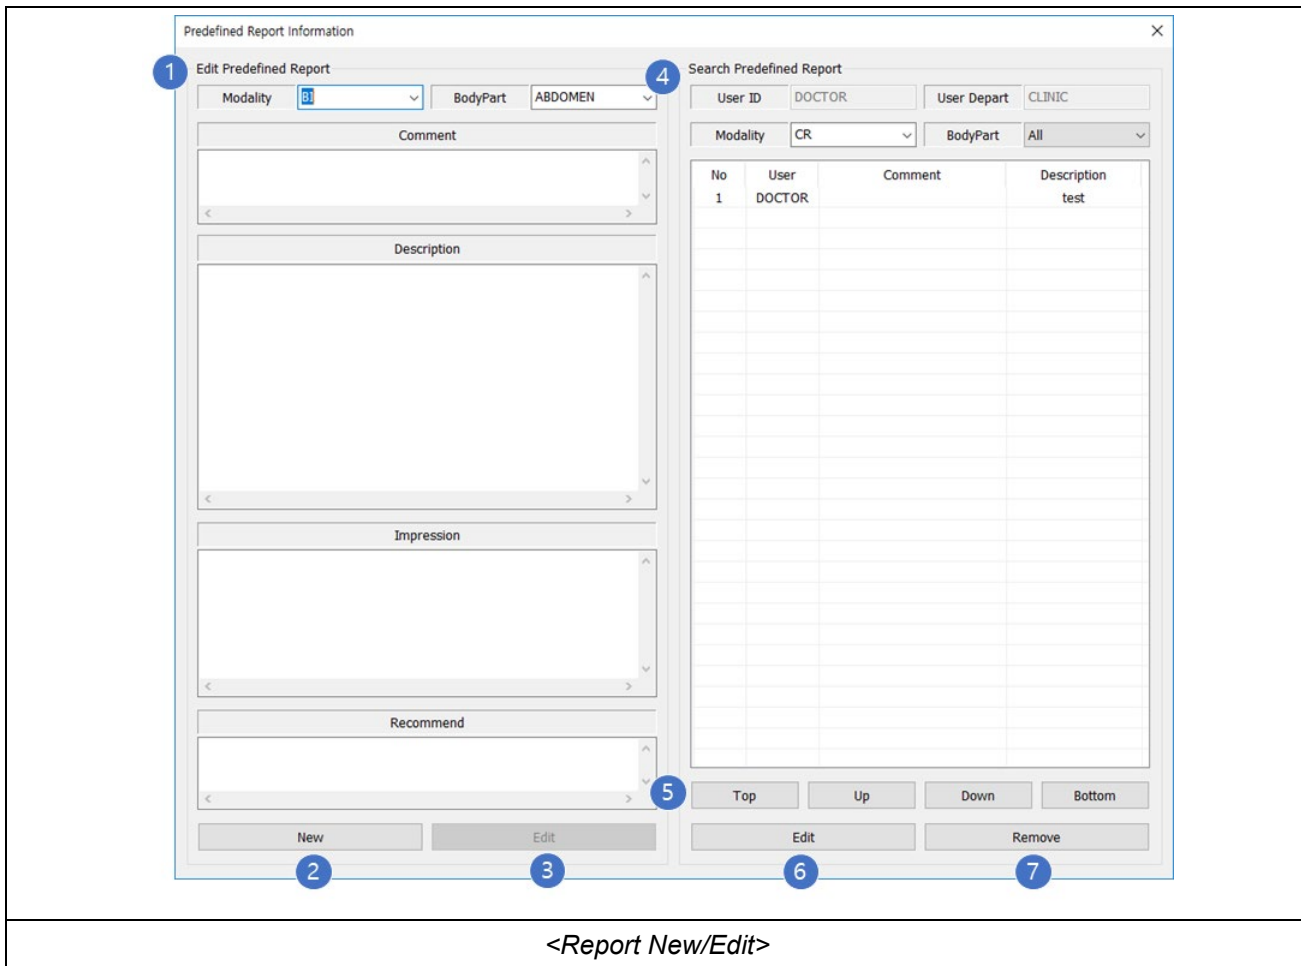 Predefined Report Information
1 Edit Predefined Report
Modality BI BodyPart ABDOMEN
Comment
Description
Impression
Recommend
New Edit
2 3
4 Search Predefined Report
User ID DOCTOR User Depart CLINIC
Modality CR BodyPart All
No User Comment Description
1 DOCTOR test
5 Top Up Down Bottom
Edit Remove
6 7
<Report New/Edit>